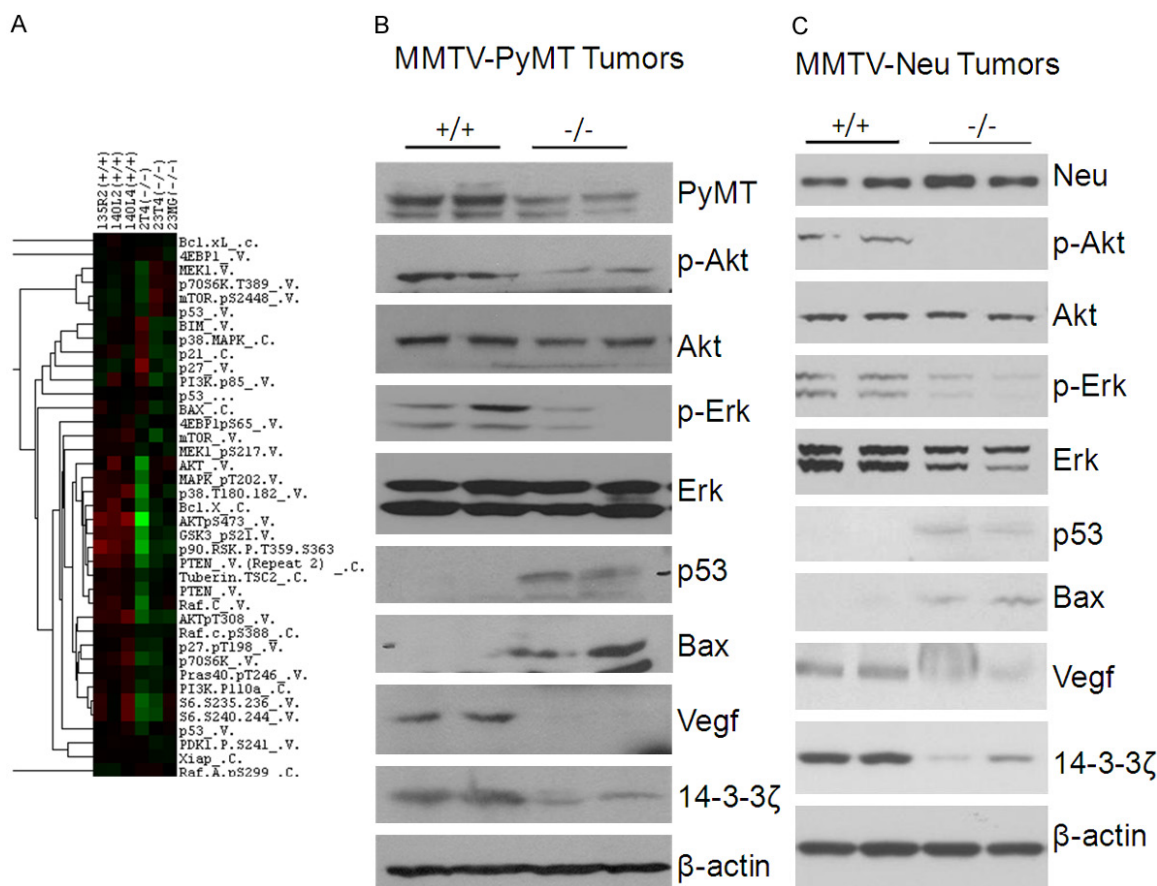 A
135R2(+/+)
140L2(+/+)
140L4(+/+)
2T4(-/-)
23T4(-/-)
23MG(-/-)
Bcl.xL_.c.
4EBP1_.V.
MEK1.V.
p70S6K.T389_.V.
mTOR.pS2448_.V.
p53_.V.
BIM_.V.
p38.MAPK_.C.
p21_.C.
p27_.V.
PI3K.p85_.V.
p53_...
BAX_.C.
4EBP1pS65_.V.
mTOR_.V.
MEK1_pS217.V.
AKT_.V.
MAPK_pT202.V.
p38.T180.182_.V.
Bcl.X_.C.
AKTpS473_.V.
GSK3_pS21.V.
p90.RSK.P.T359.S363
PTEN_.V.(Repeat 2)_.C.
Tuberin.TSC2_.C.
PTEN_.V.
Raf.C_.V.
AKTpT308_.V.
Raf.c.pS388_.C.
p27.pT198_.V.
p70S6K_.V.
Pras40.pT246_.V.
PI3K.P110a_.C.
S6.S235.236_.V.
S6.S240.244_.V.
p53_.V.
PDK1.P.S241_.V.
Xiap_.C.
Raf.A.pS299_.C.
B
MMTV-PyMT Tumors
+/+ -/-
PyMT
p-Akt
Akt
p-Erk
Erk
p53
Bax
Vegf
14-3-3ζ
β-actin
C
MMTV-Neu Tumors
+/+ -/-
Neu
p-Akt
Akt
p-Erk
Erk
p53
Bax
Vegf
14-3-3ζ
β-actin